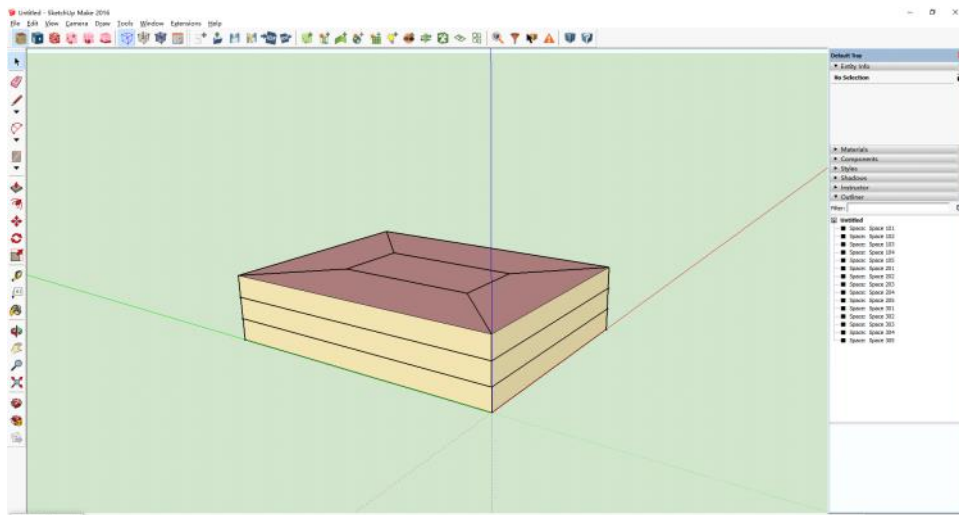 Untitled - SketchUp Make 2016
File Edit View Camera Draw Tools Window Extensions Help
Default Tray
Entity Info
No Selection
Materials
Components
Styles
Shadows
Instructor
Outliner
Filter:
Untitled
Space: Space 101
Space: Space 102
Space: Space 103
Space: Space 104
Space: Space 105
Space: Space 201
Space: Space 202
Space: Space 203
Space: Space 204
Space: Space 205
Space: Space 301
Space: Space 302
Space: Space 303
Space: Space 304
Space: Space 305